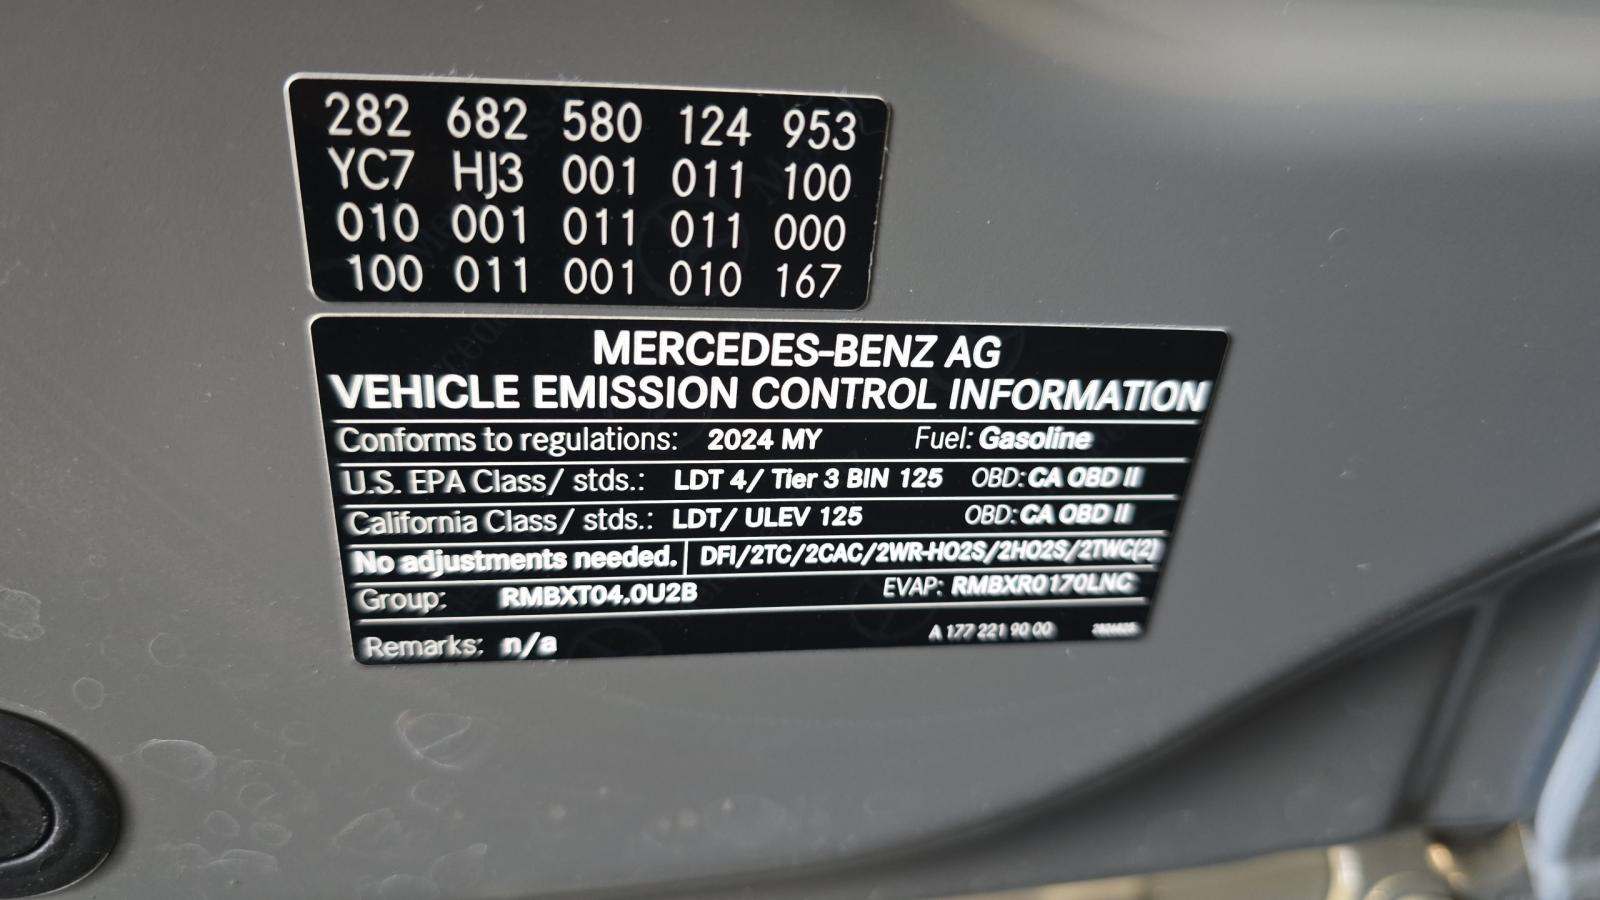 282 682 580 124 953
YC7 HJ3 001 011 100
010 001 011 011 000
100 011 001 010 167
MERCEDES-BENZ AG
VEHICLE EMISSION CONTROL INFORMATION
Conforms to regulations: 2024 MY Fuel: Gasoline
U.S. EPA Class/ stds.: LDT 4/ Tier 3 BIN 125 OBD: CA OBD II
California Class/ stds.: LDT/ ULEV 125 OBD: CA OBD II
No adjustments needed. DFI/2TC/2CAC/2WR-HO2S/2HO2S/2TWC(2)
Group: RMBXT04.0U2B EVAP: RMBXR0170LNC
Remarks: n/a A 177 221 90 00